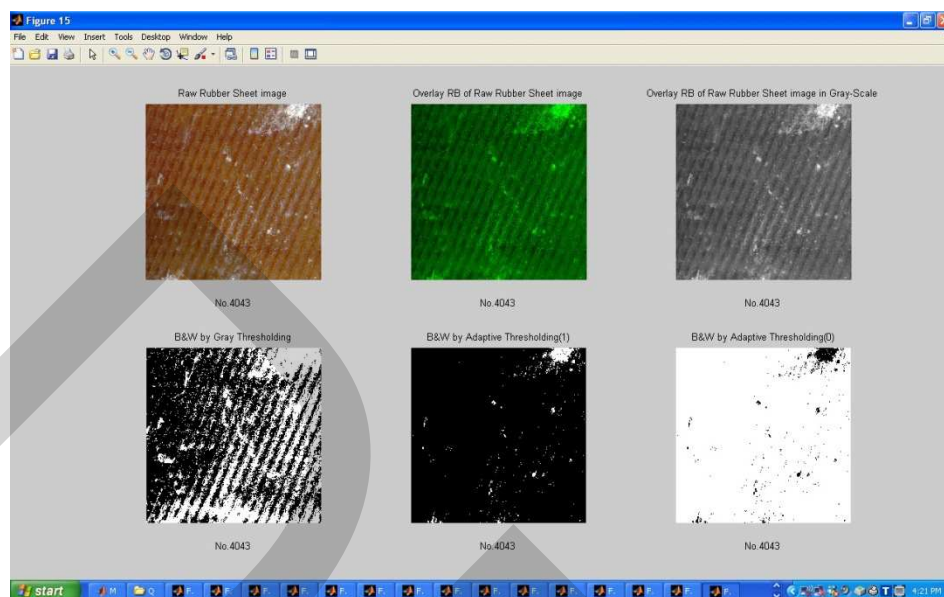 Figure 15
File Edit View Insert Tools Desktop Window Help
Raw Rubber Sheet image
Overlay RB of Raw Rubber Sheet image
Overlay RB of Raw Rubber Sheet image in Gray-Scale
No.4043
No.4043
No.4043
B&W by Gray Thresholding
B&W by Adaptive Thresholding(1)
B&W by Adaptive Thresholding(0)
No.4043
No.4043
No.4043
start
M
Q
F.
F.
F.
F.
F.
F.
F.
F.
F.
F.
F.
F.
F.
4:21 PM